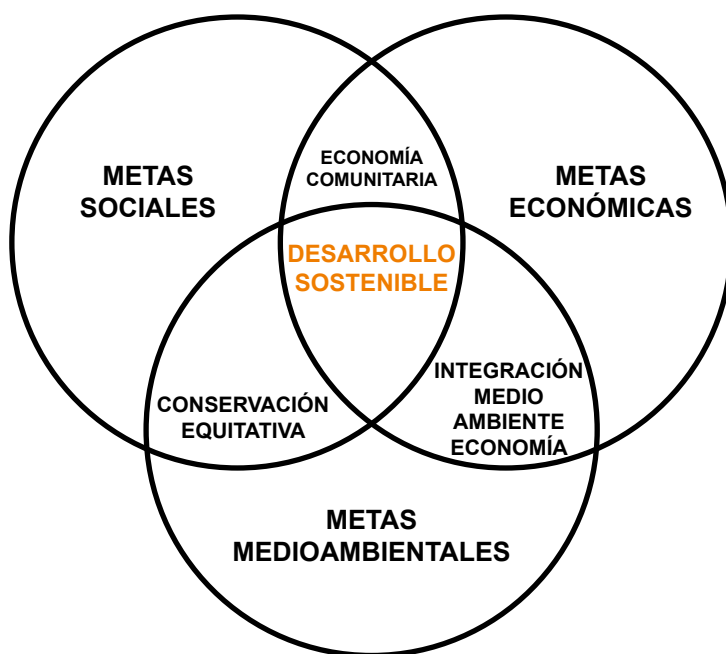 METAS
SOCIALES
ECONOMÍA
COMUNITARIA
METAS
ECONÓMICAS
DESARROLLO
SOSTENIBLE
CONSERVACIÓN
EQUITATIVA
INTEGRACIÓN
MEDIO
AMBIENTE
ECONOMÍA
METAS
MEDIOAMBIENTALES